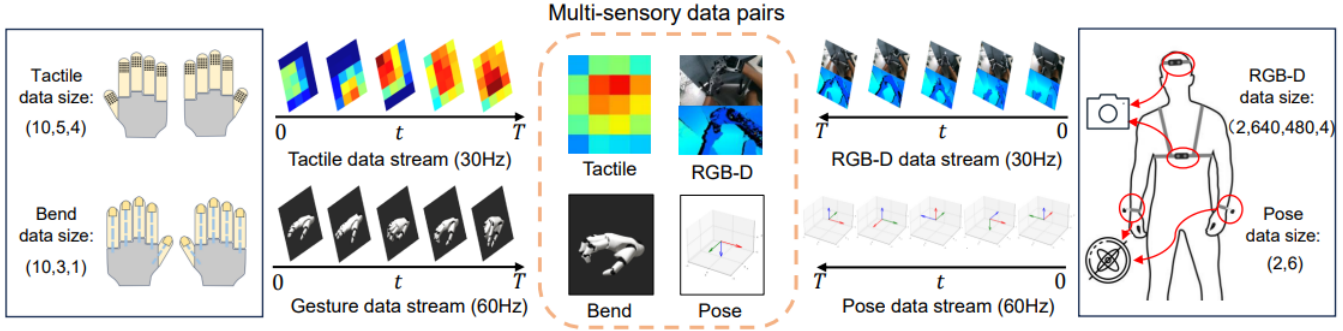 Multi-sensory data pairs
Tactile
data size:
(10,5,4)
Bend
data size:
(10,3,1)
0
t
T
Tactile data stream (30Hz)
0
t
T
Gesture data stream (60Hz)
Tactile
RGB-D
Bend
Pose
T
t
0
RGB-D data stream (30Hz)
T
t
0
Pose data stream (60Hz)
RGB-D
data size:
（2,640,480,4)
Pose
data size:
(2,6)